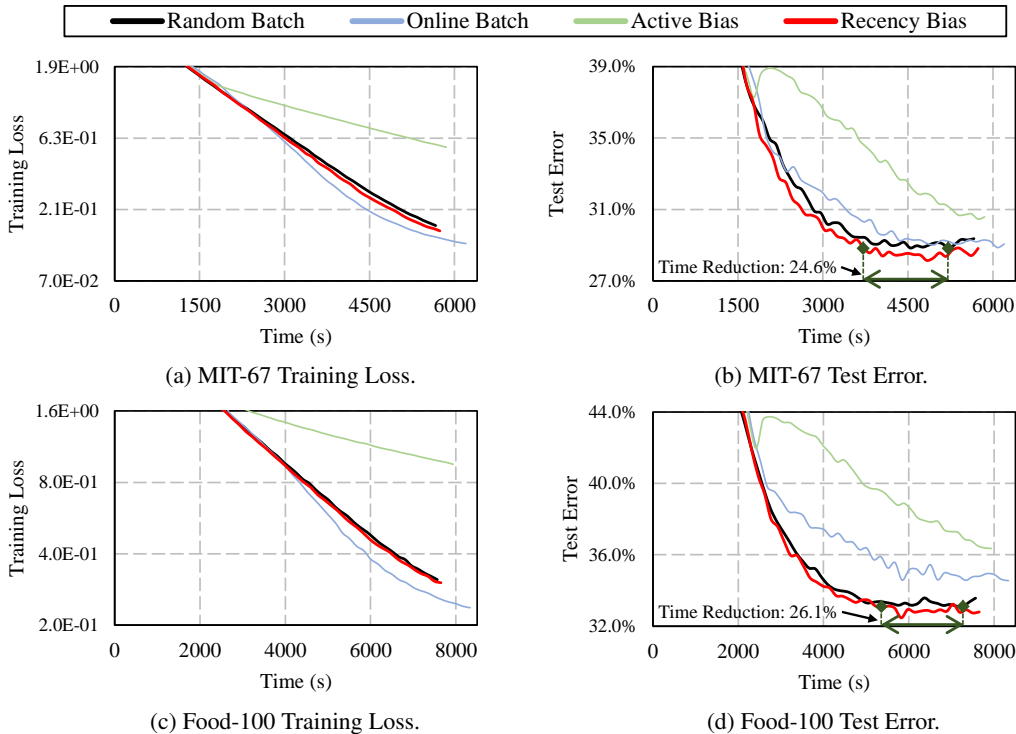 Random Batch Online Batch Active Bias Recency Bias
1.9E+00
6.3E-01
2.1E-01
7.0E-02
Training Loss
0 1500 3000 4500 6000
Time (s)
(a) MIT-67 Training Loss.
39.0%
35.0%
31.0%
27.0%
Test Error
Time Reduction: 24.6%
0 1500 3000 4500 6000
Time (s)
(b) MIT-67 Test Error.
1.6E+00
8.0E-01
4.0E-01
2.0E-01
Training Loss
0 2000 4000 6000 8000
Time (s)
(c) Food-100 Training Loss.
44.0%
40.0%
36.0%
32.0%
Test Error
Time Reduction: 26.1%
0 2000 4000 6000 8000
Time (s)
(d) Food-100 Test Error.